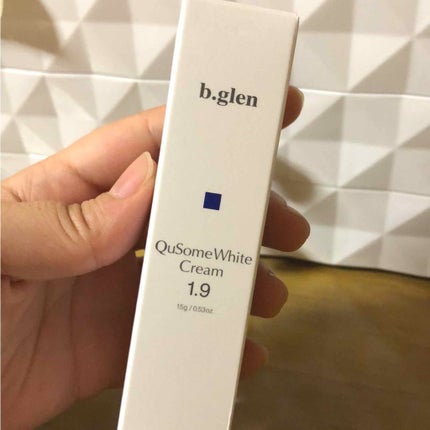 b.glen
QuSomeWhite
Cream
1.9
15g / 0.53oz.